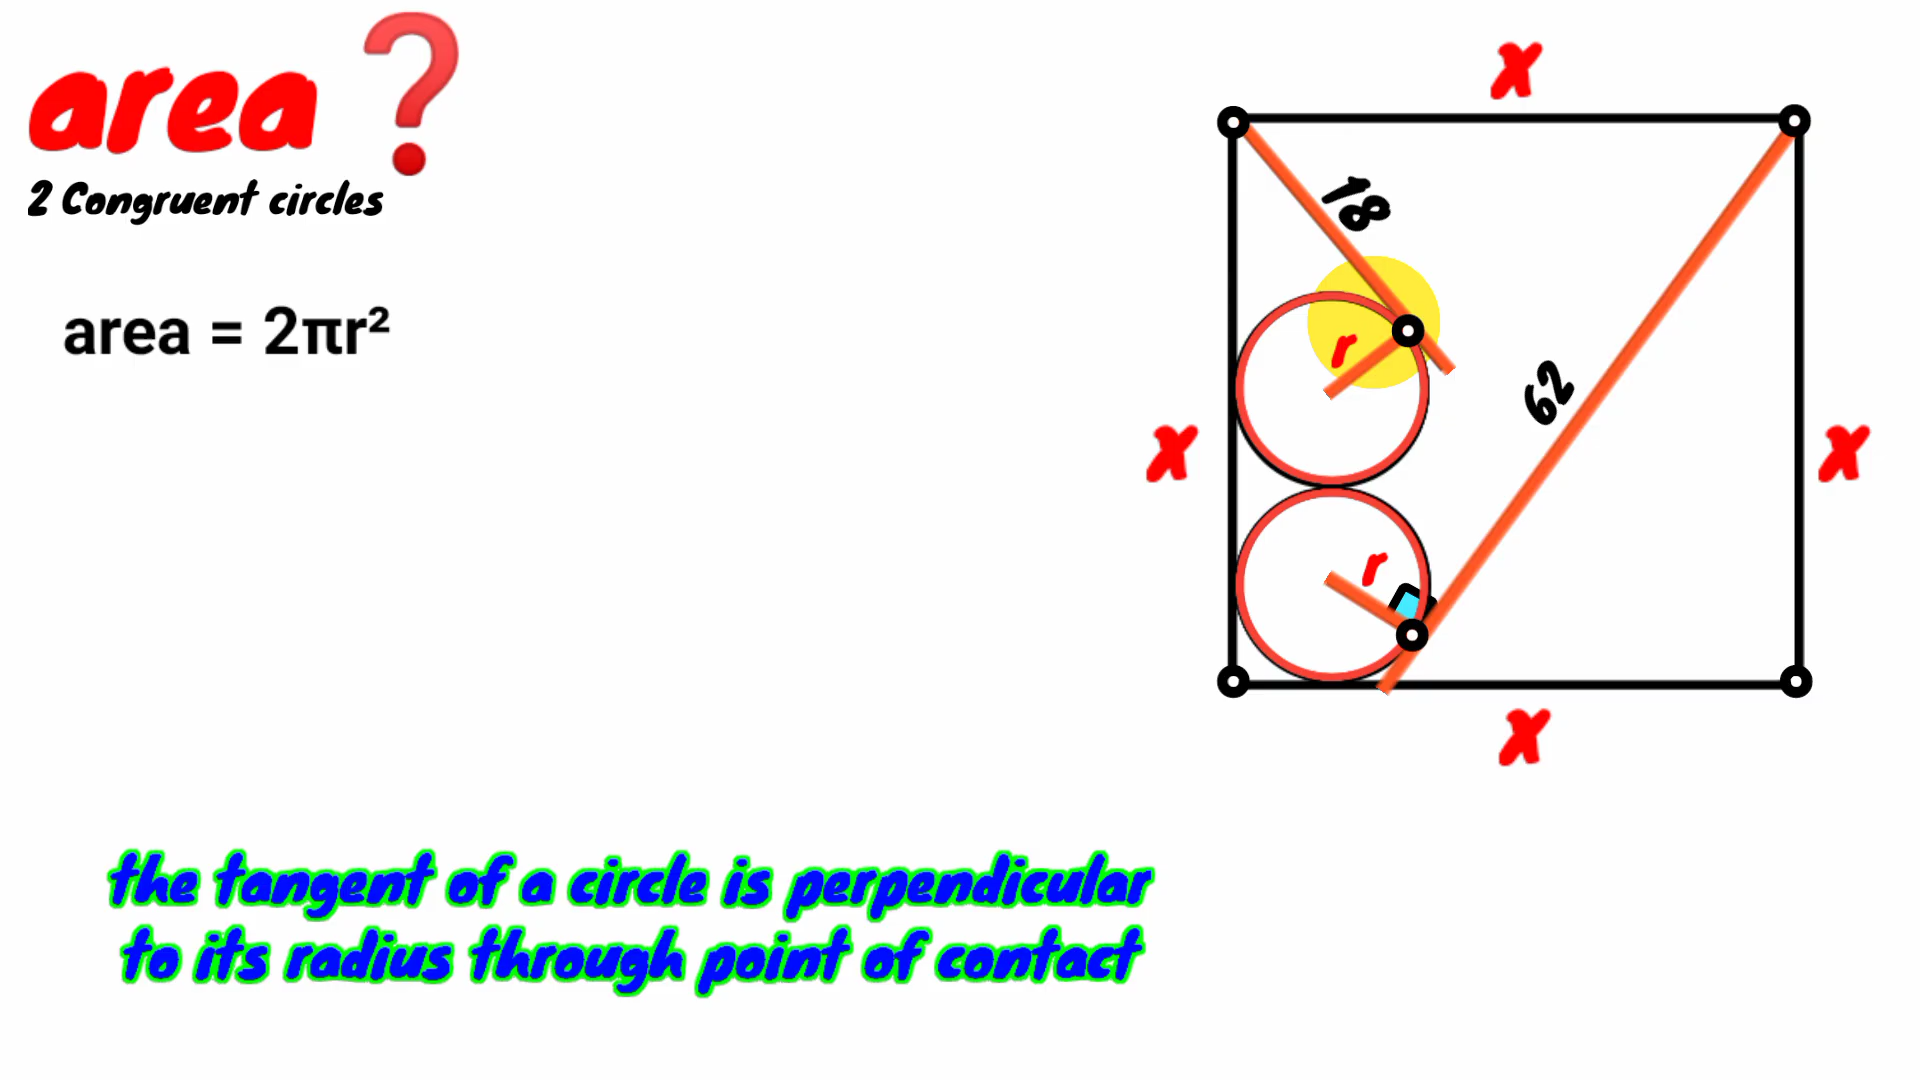 area❓
2 Congruent circles
area = 2πr²
x
18
r
62
x
x
r
x
the tangent of a circle is perpendicular
to its radius through point of contact